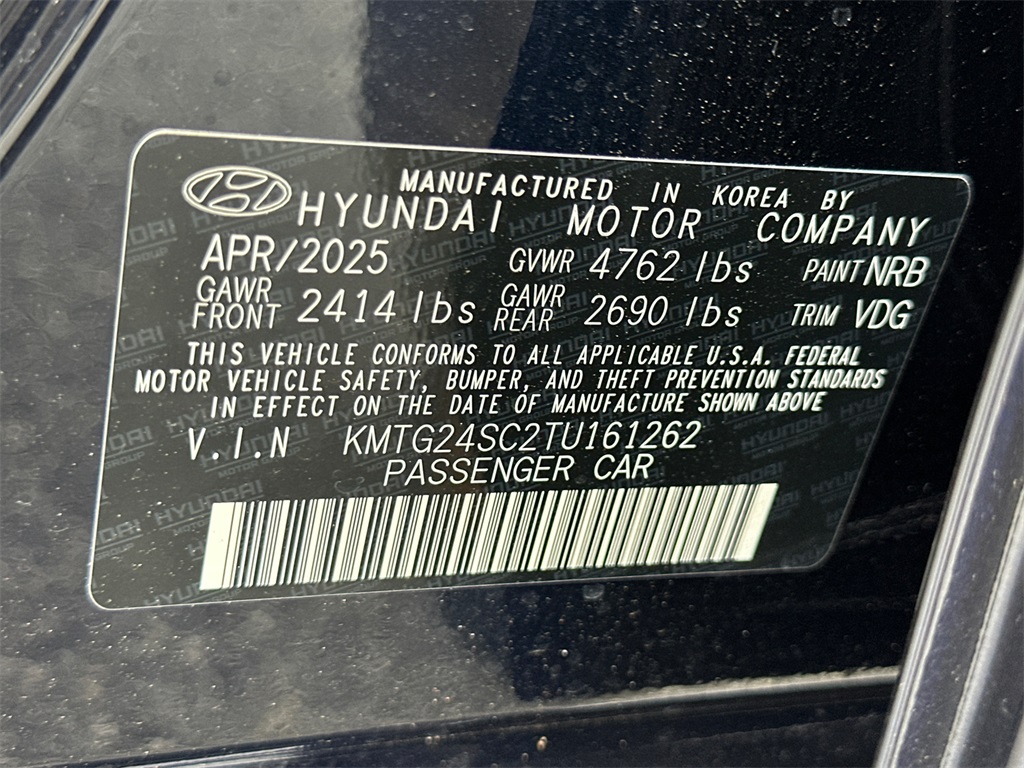 MANUFACTURED IN KOREA BY
HYUNDAI MOTOR COMPANY
APR/2025 GVWR 4762 lbs PAINT NRB
GAWR FRONT 2414 lbs GAWR REAR 2690 lbs TRIM VDG
THIS VEHICLE CONFORMS TO ALL APPLICABLE U.S.A. FEDERAL
MOTOR VEHICLE SAFETY, BUMPER, AND THEFT PREVENTION STANDARDS
IN EFFECT ON THE DATE OF MANUFACTURE SHOWN ABOVE
V.I.N KMTG24SC2TU161262
PASSENGER CAR